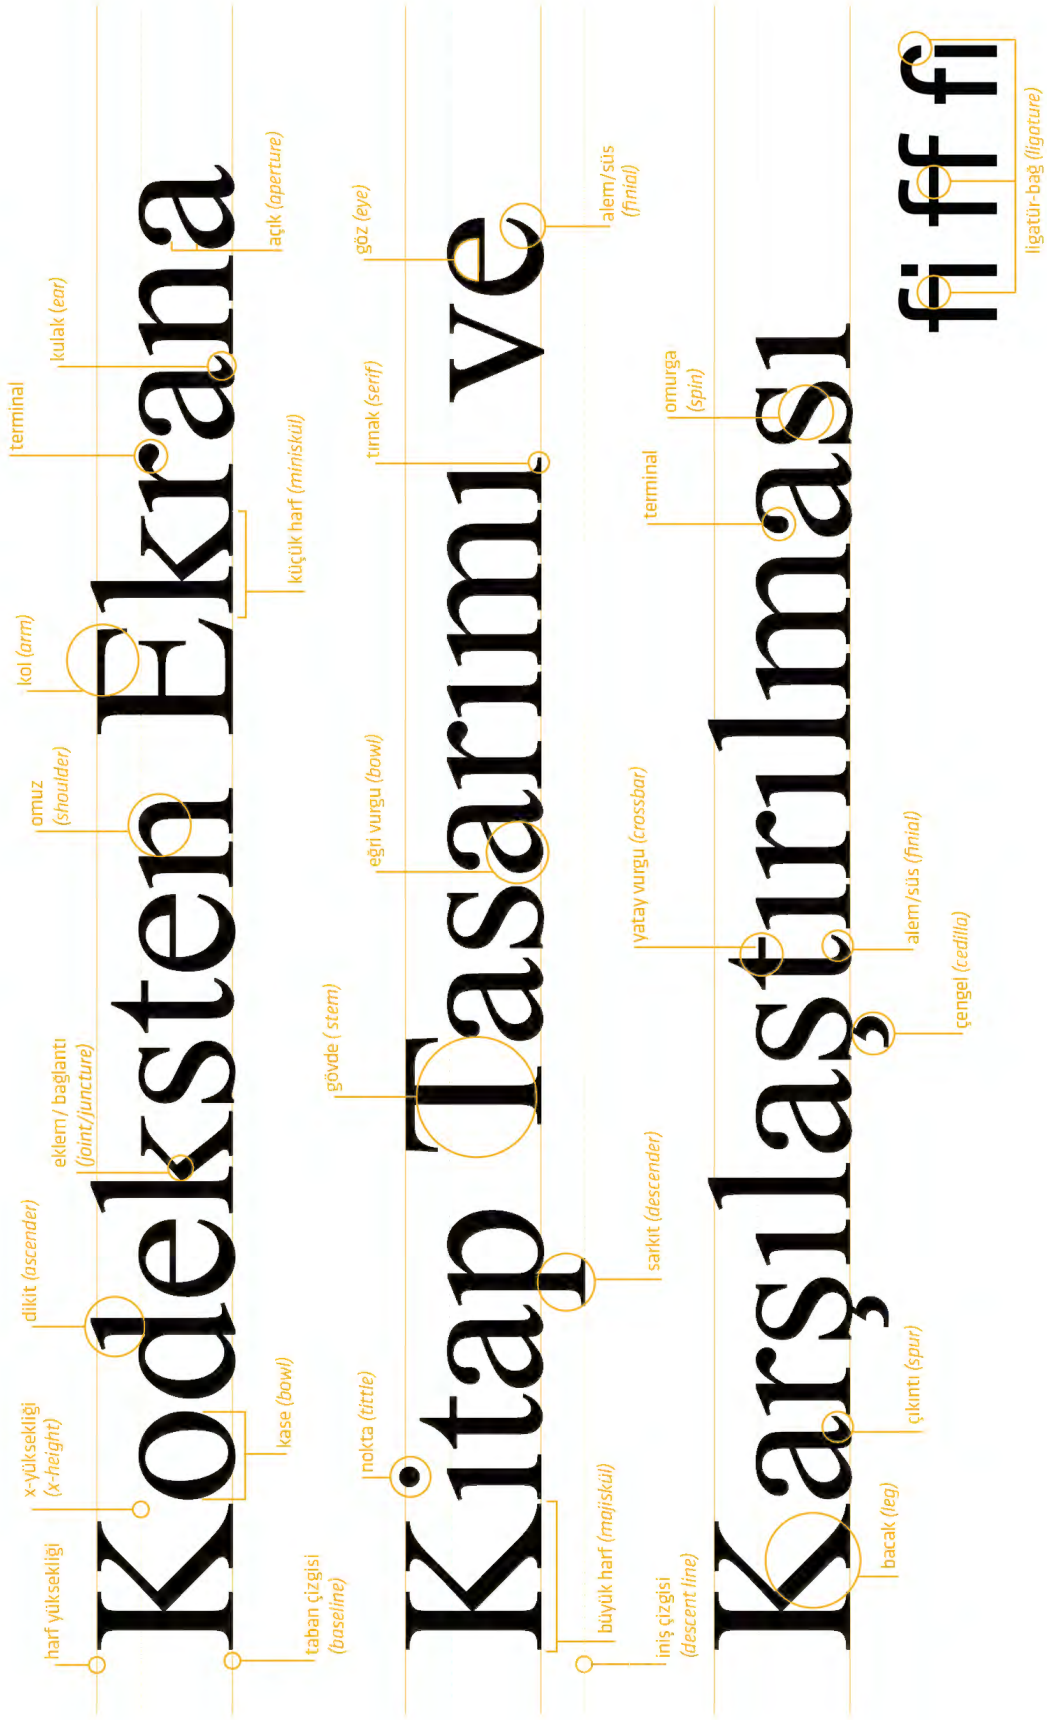 harf yüksekliği
x-yüksekliği
(x-height)
dikit (ascender)
eklem/ bağlantı
(joint/juncture)
omuz
(shoulder)
kol (arm)
terminal
kulak (ear)
Kodeksten Ekrana
taban çizgisi
(baseline)
kase (bowl)
küçük harf (miniskül)
açık (aperture)
nokta (tittle)
gövde ( stem)
eğri vurgu (bowl)
tırnak (serif)
göz (eye)
Kitap Tasarımı ve
iniş çizgisi
(descent line)
büyük harf (majiskül)
sarkıt (descender)
alem/süs
(finial)
yatay vurgu (crossbar)
terminal
omurga
(spin)
Karşılaştırılması
bacak (leg)
çıkıntı (spur)
çengel (cedilla)
alem/süs (finial)
fi ff fi
ligatür-bağ (ligature)